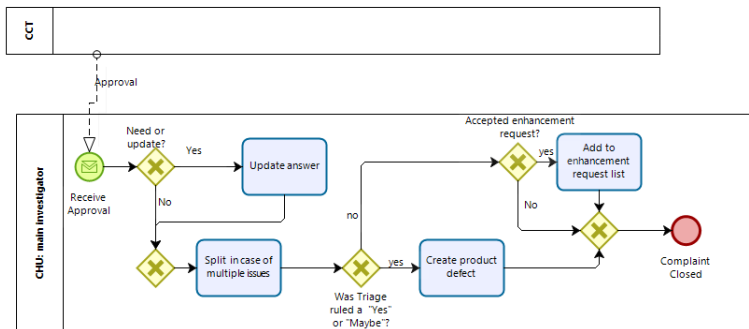 CCT
Approval
CHU: main investigator
Receive
Approval
Need or
update?
Yes
No
Update answer
Split in case of
multiple issues
Was Triage
ruled a "Yes"
or "Maybe"?
no
yes
Create product
defect
Accepted enhancement
request?
yes
No
Add to
enhancement
request list
Complaint
Closed